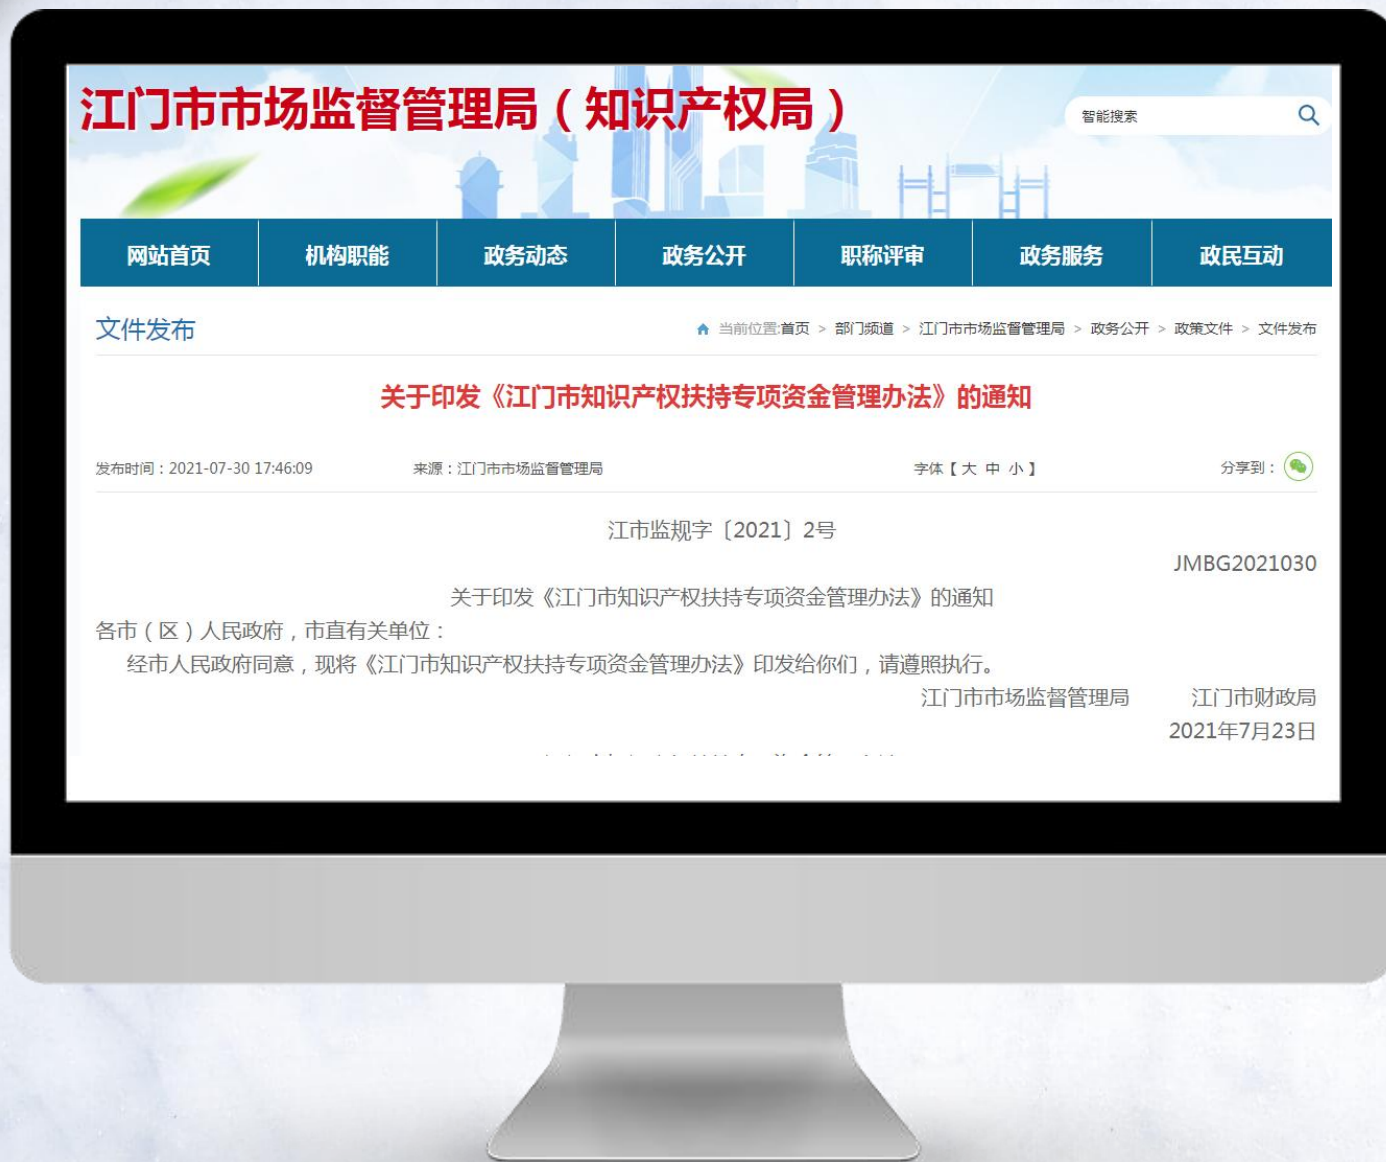 江门市市场监督管理局（知识产权局）
智能搜索
网站首页 机构职能 政务动态 政务公开 职称评审 政务服务 政民互动
文件发布 当前位置:首页 > 部门频道 > 江门市市场监督管理局 > 政务公开 > 政策文件 > 文件发布
关于印发《江门市知识产权扶持专项资金管理办法》的通知
发布时间：2021-07-30 17:46:09 来源：江门市市场监督管理局 字体【大 中 小】 分享到：
江市监规字〔2021〕2号
JMBG2021030
关于印发《江门市知识产权扶持专项资金管理办法》的通知
各市（区）人民政府，市直有关单位：
经市人民政府同意，现将《江门市知识产权扶持专项资金管理办法》印发给你们，请遵照执行。
江门市市场监督管理局 江门市财政局
2021年7月23日